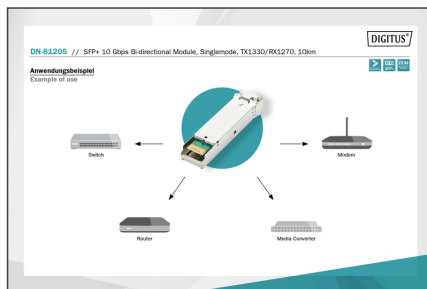 DIGITUS®
DN-81205 // SFP+ 10 Gbps Bi-directional Module, Singlemode, TX1330/RX1270, 10km
Anwendungsbeispiel
Example of use
Switch
Modem
Router
Media Converter